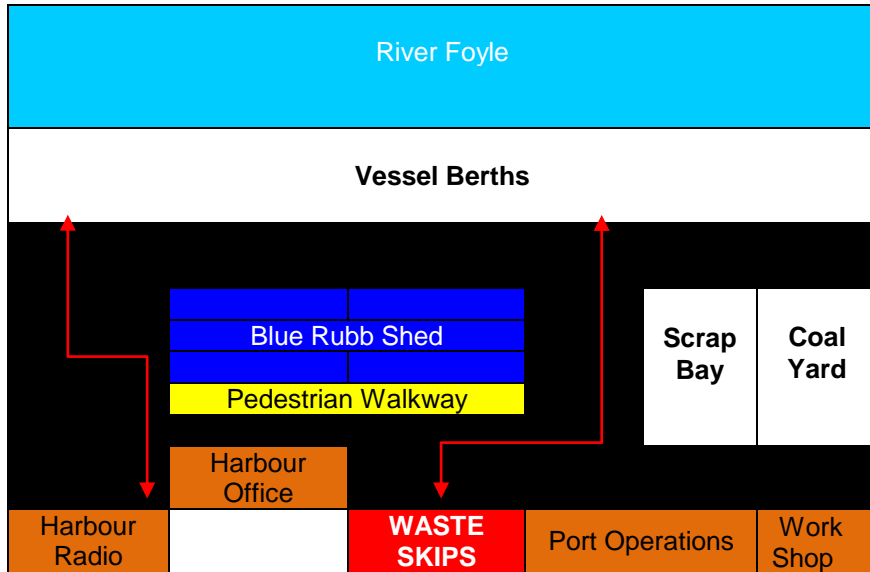 River Foyle
Vessel Berths
Blue Rubb Shed
Scrap
Bay
Coal
Yard
Pedestrian Walkway
Harbour
Office
Harbour
Radio
WASTE
SKIPS
Port Operations
Work
Shop